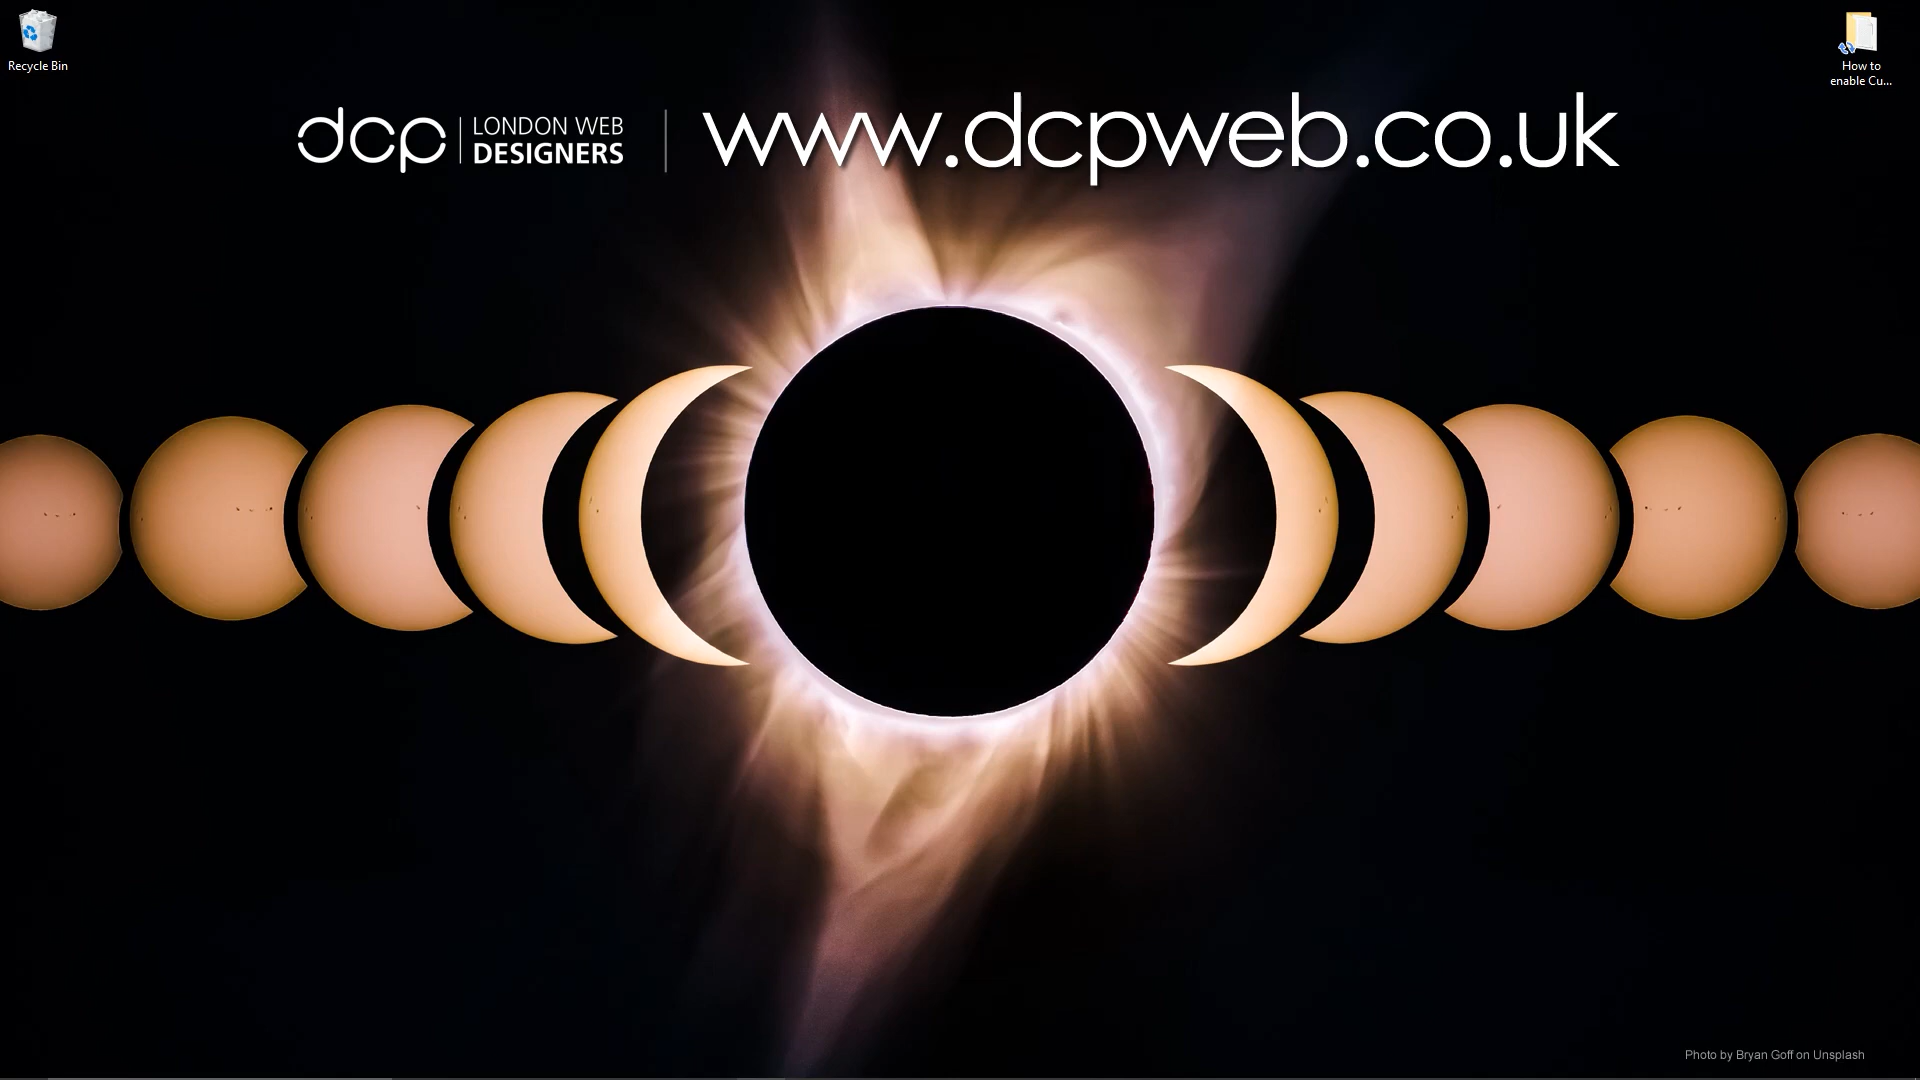 Recycle Bin
How to
enable Cu...
dcp
LONDON WEB
DESIGNERS
www.dcpweb.co.uk
Photo by Bryan Goff on Unsplash